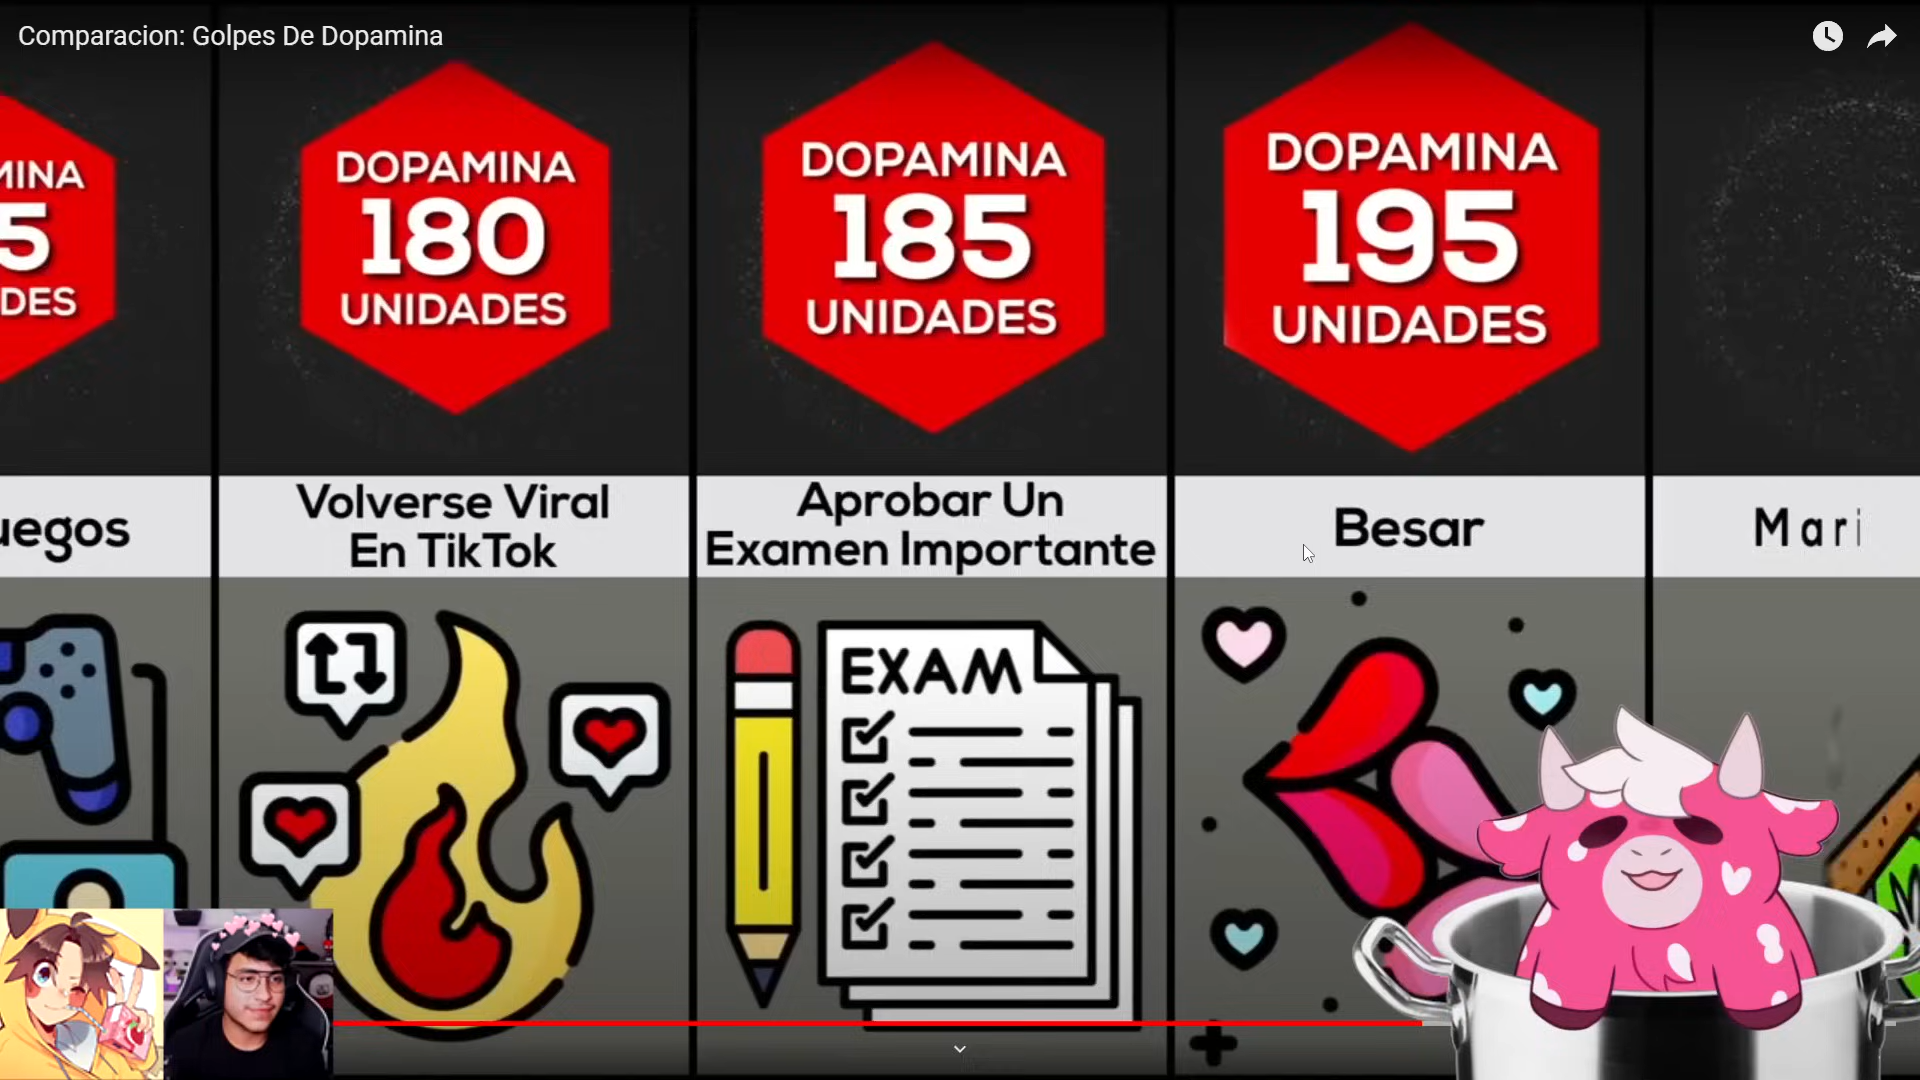 Comparacion: Golpes De Dopamina
MINA
5
DES
uegos
DOPAMINA
180
UNIDADES
Volverse Viral
En TikTok
DOPAMINA
185
UNIDADES
Aprobar Un
Examen Importante
EXAM
DOPAMINA
195
UNIDADES
Besar
Mari